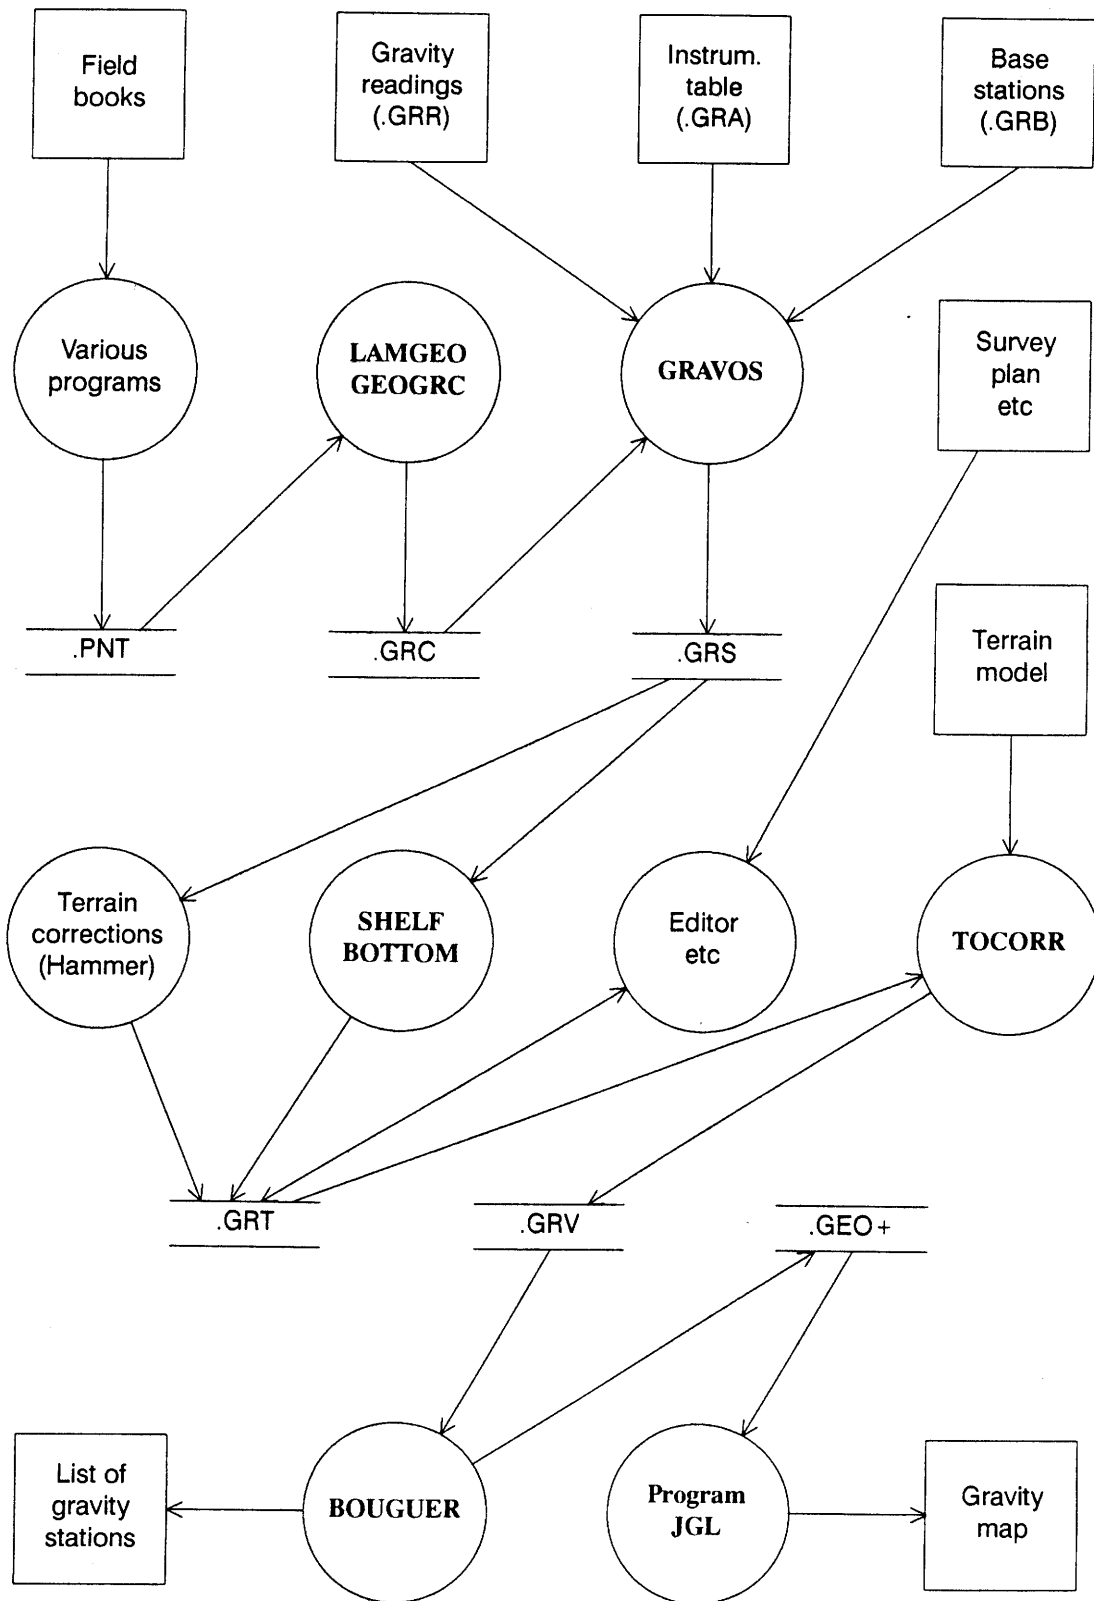 Field
books
Gravity
readings
(.GRR)
Instrum.
table
(.GRA)
Base
stations
(.GRB)
Various
programs
LAMGEO
GEOGRC
GRAVOS
Survey
plan
etc
.PNT
.GRC
.GRS
Terrain
model
Terrain
corrections
(Hammer)
SHELF
BOTTOM
Editor
etc
TOCORR
.GRT
.GRV
.GEO+
List of
gravity
stations
BOUGUER
Program
JGL
Gravity
map